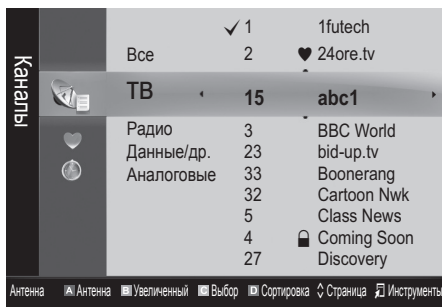 Каналы
✓ 1 1futech
Все 2 ♥ 24ore.tv
ТВ 15 abc1
Радио 3 BBC World
Данные/др. 23 bid-up.tv
Аналоговые 33 Boonerang
32 Cartoon Nwk
5 Class News
4 Coming Soon
27 Discovery
Антенна A Антенна B Увеличенный C Выбор D Сортировка Страница Инструменты